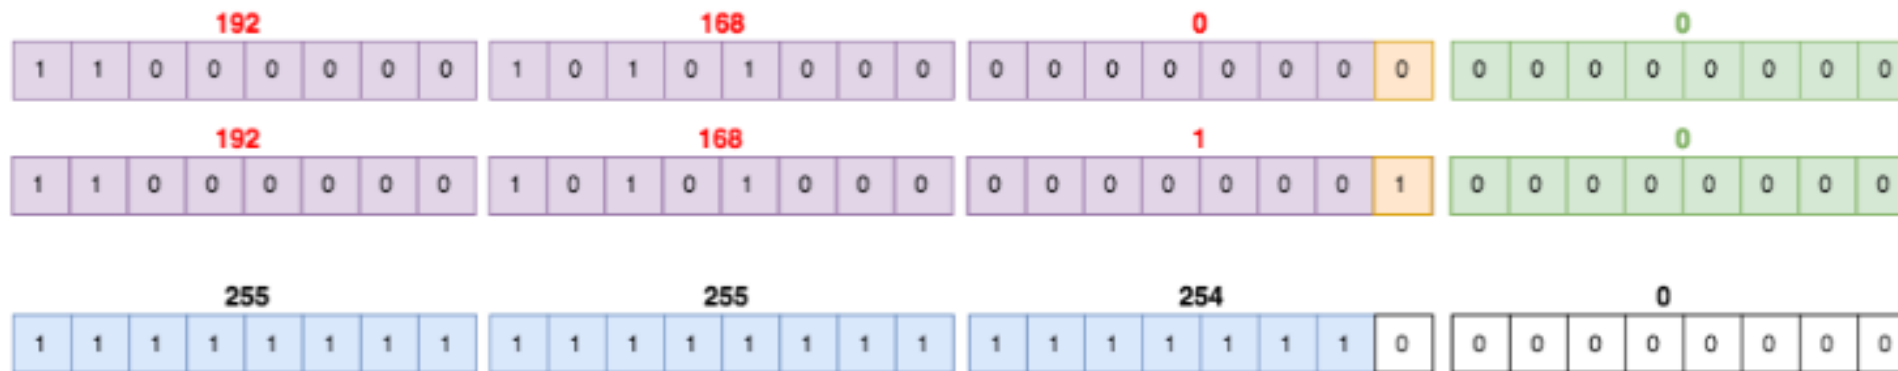 192 168 0 0
1 1 0 0 0 0 0 0 1 0 1 0 1 0 0 0 0 0 0 0 0 0 0 0 0 0 0 0 0 0 0 0
192 168 1 0
1 1 0 0 0 0 0 0 1 0 1 0 1 0 0 0 0 0 0 0 0 0 0 1 0 0 0 0 0 0 0 0
255 255 254 0
1 1 1 1 1 1 1 1 1 1 1 1 1 1 1 1 1 1 1 1 1 1 1 0 0 0 0 0 0 0 0 0